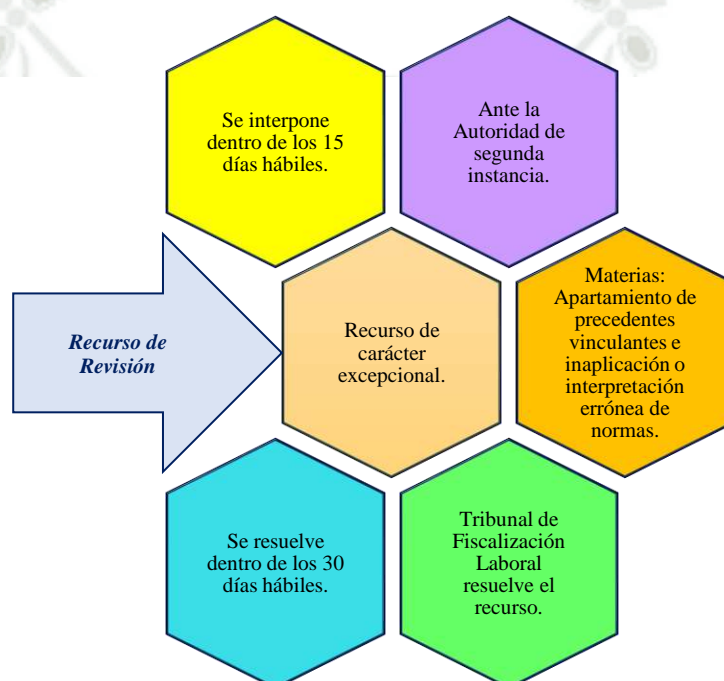 Se interpone
dentro de los 15
días hábiles.
Ante la
Autoridad de
segunda
instancia.
Recurso de
Revisión
Recurso de
carácter
excepcional.
Materias:
Apartamiento de
precedentes
vinculantes e
inaplicación o
interpretación
errónea de
normas.
Se resuelve
dentro de los 30
días hábiles.
Tribunal de
Fiscalización
Laboral
resuelve el
recurso.